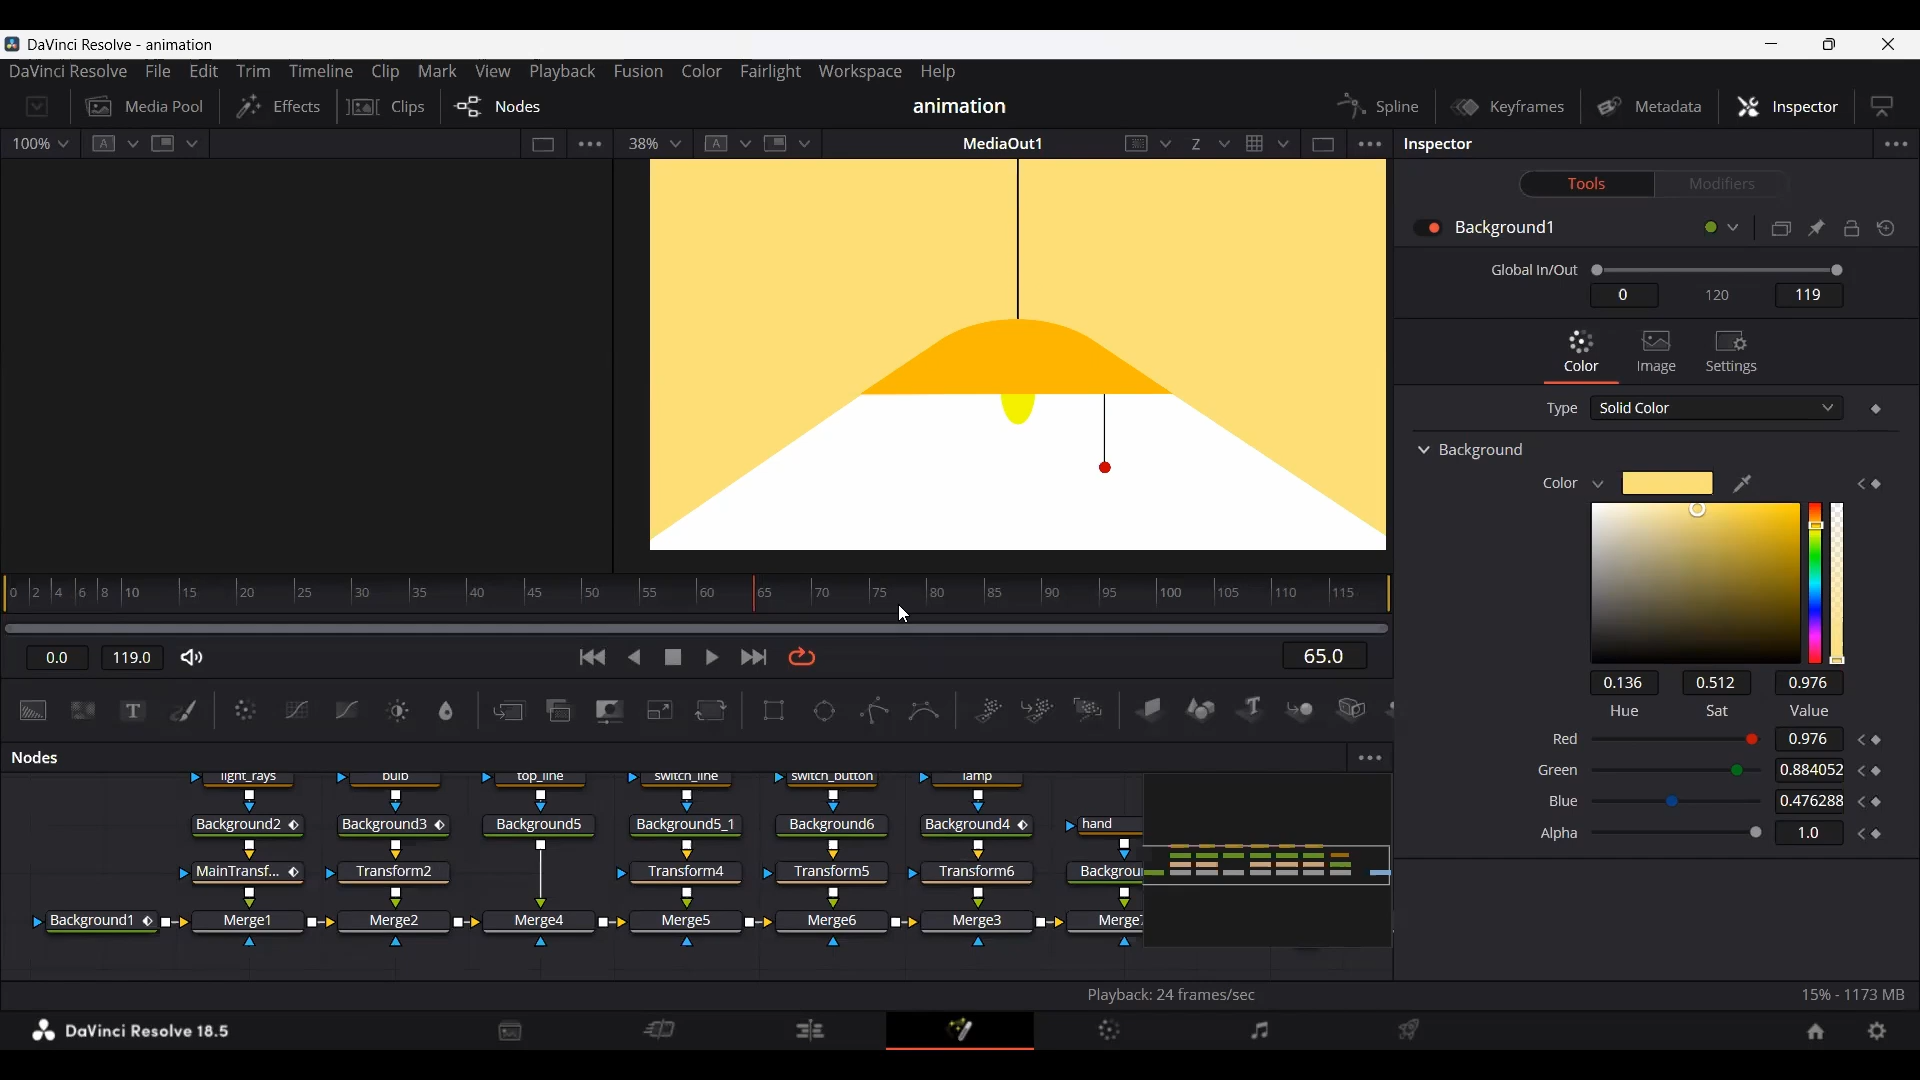 DaVinci Resolve - animation
DaVinci Resolve File Edit Trim Timeline Clip Mark View Playback Fusion Color Fairlight Workspace Help
Media Pool Effects Clips Nodes animation Spline Keyframes Metadata Inspector
100% A 38% A MediaOut1 Z Inspector
Tools Modifiers
Background1
Global In/Out
0 120 119
Color Image Settings
Type Solid Color
Background
Color
0 2 4 6 8 10 15 20 25 30 35 40 45 50 55 60 65 70 75 80 85 90 95 100 105 110 115
0.0 119.0 65.0
0.136 0.512 0.976
Hue Sat Value
T T
Red 0.976
Green 0.884052
Blue 0.476288
Alpha 1.0
Nodes
light_rays bulb top_line switch_line switch_button lamp
Background2 Background3 Background5 Background5_1 Background6 Background4 hand
MainTransf... Transform2 Transform4 Transform5 Transform6 Backgrou
Background1 Merge1 Merge2 Merge4 Merge5 Merge6 Merge3 Merge7
Playback: 24 frames/sec 15% - 1173 MB
DaVinci Resolve 18.5